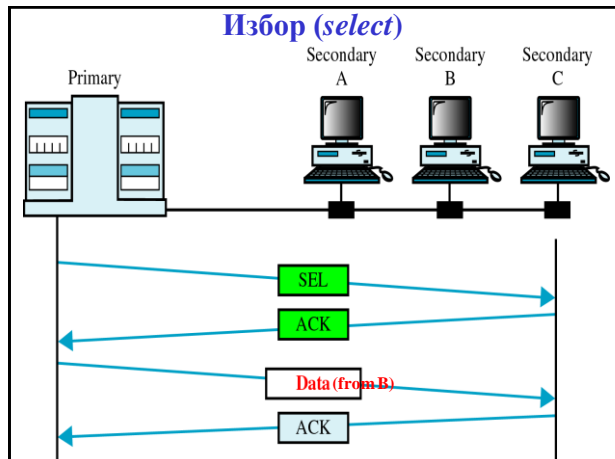 Избор (select)
Primary
Secondary
A
Secondary
B
Secondary
C
SEL
ACK
Data (from B)
ACK